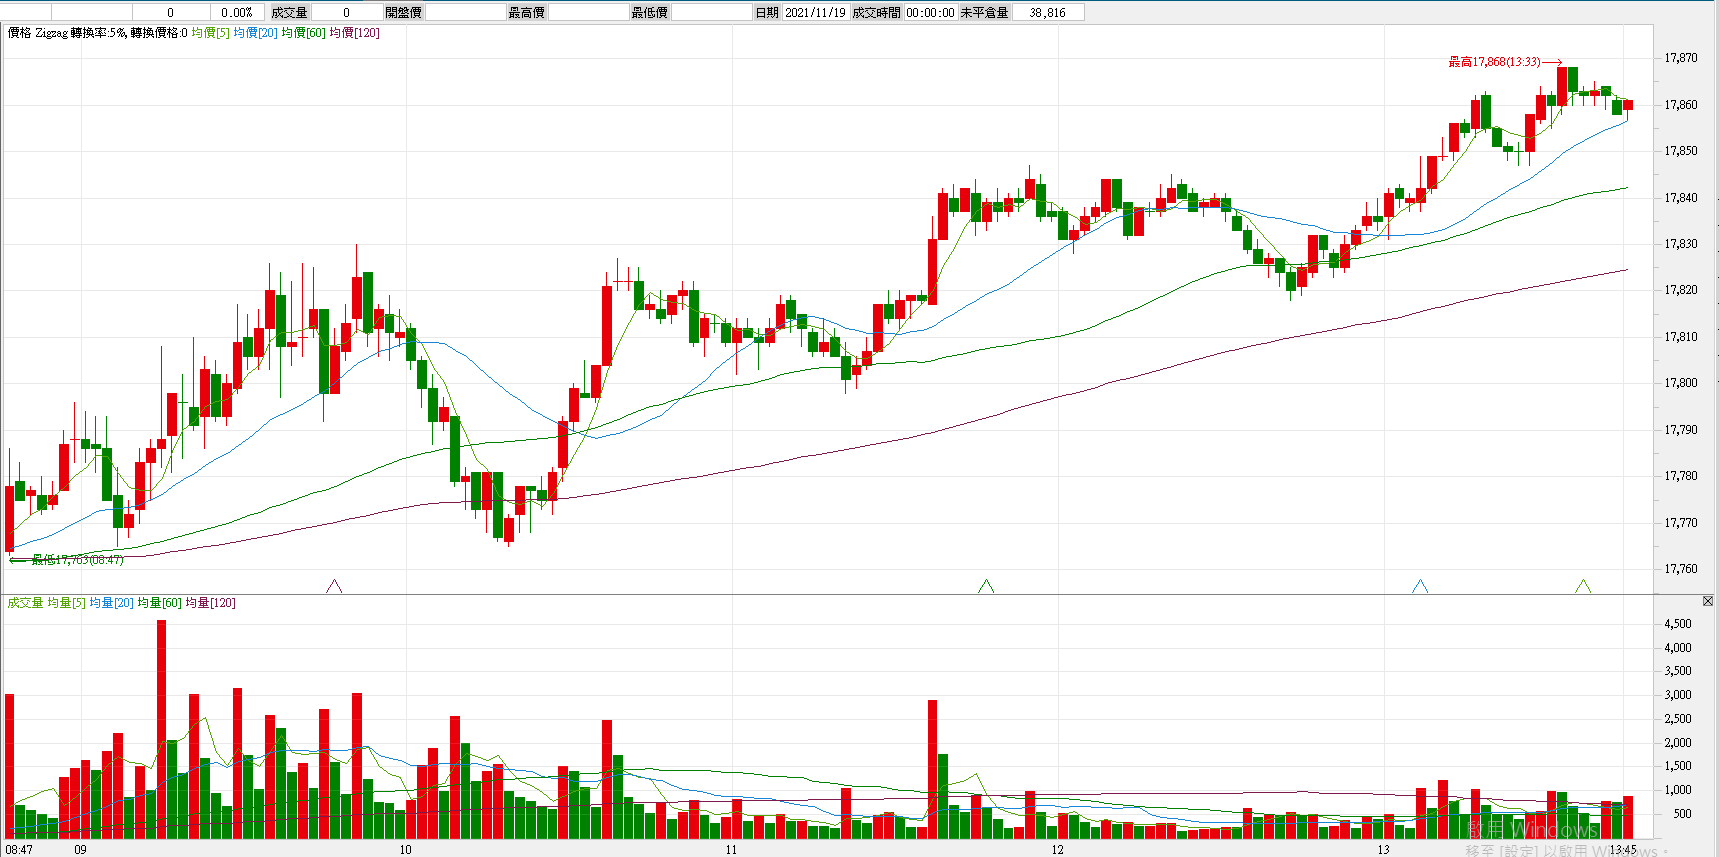 0 0.00% 成交量 0 開盤價 最高價 最低價 日期 2021/11/19 成交時間 00:00:00 未平倉量 38,816
價格 Zigzag 轉換率:5%, 轉換價格:0 均價[5] 均價[20] 均價[60] 均價[120]
最高17,868(13:33)
17,870
17,860
17,850
17,840
17,830
17,820
17,810
17,800
17,790
17,780
17,770
17,760
最低17,763(08:47)
成交量 均量[5] 均量[20] 均量[60] 均量[120]
4,500
4,000
3,500
3,000
2,500
2,000
1,500
1,000
500
啟用 Windows
移至 [設定] 以啟用 Windows。
08:47 09 10 11 12 13 13:45